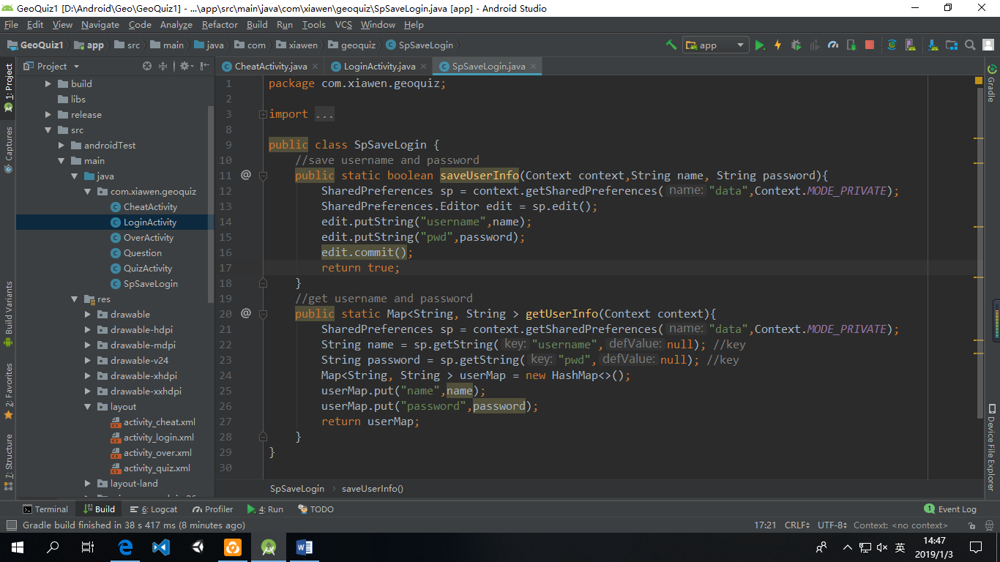 GeoQuiz1 [D:\Android\Geo\GeoQuiz1] - ...\app\src\main\java\com\xiawen\geoquiz\SpSaveLogin.java [app] - Android Studio
File Edit View Navigate Code Analyze Refactor Build Run Tools VCS Window Help
GeoQuiz1 app src main java com xiawen geoquiz SpSaveLogin app
Project
CheatActivity.java LoginActivity.java SpSaveLogin.java
1: Project
Captures
Build Variants
2: Favorites
7: Structure
build
libs
release
src
androidTest
main
java
com.xiawen.geoquiz
CheatActivity
LoginActivity
OverActivity
Question
QuizActivity
SpSaveLogin
res
drawable
drawable-hdpi
drawable-mdpi
drawable-v24
drawable-xhdpi
drawable-xxhdpi
layout
activity_cheat.xml
activity_login.xml
activity_over.xml
activity_quiz.xml
layout-land
1 package com.xiawen.geoquiz;
2
3 import ...
8
9 public class SpSaveLogin {
10 //save username and password
11 @ public static boolean saveUserInfo(Context context,String name, String password){
12 SharedPreferences sp = context.getSharedPreferences( name: "data",Context.MODE_PRIVATE);
13 SharedPreferences.Editor edit = sp.edit();
14 edit.putString("username",name);
15 edit.putString("pwd",password);
16 edit.commit();
17 return true;
18 }
19 //get username and password
20 @ public static Map<String, String > getUserInfo(Context context){
21 SharedPreferences sp = context.getSharedPreferences( name: "data",Context.MODE_PRIVATE);
22 String name = sp.getString( key: "username", defValue: null); //key
23 String password = sp.getString( key: "pwd", defValue: null); //key
24 Map<String, String > userMap = new HashMap<>();
25 userMap.put("name",name);
26 userMap.put("password",password);
27 return userMap;
28 }
29 }
30
SpSaveLogin saveUserInfo()
Gradle
Device File Explorer
Terminal Build 6: Logcat Profiler 4: Run TODO 1 Event Log
Gradle build finished in 38 s 417 ms (8 minutes ago) 17:21 CRLF UTF-8 Context: <no context>
英 14:47
2019/1/3